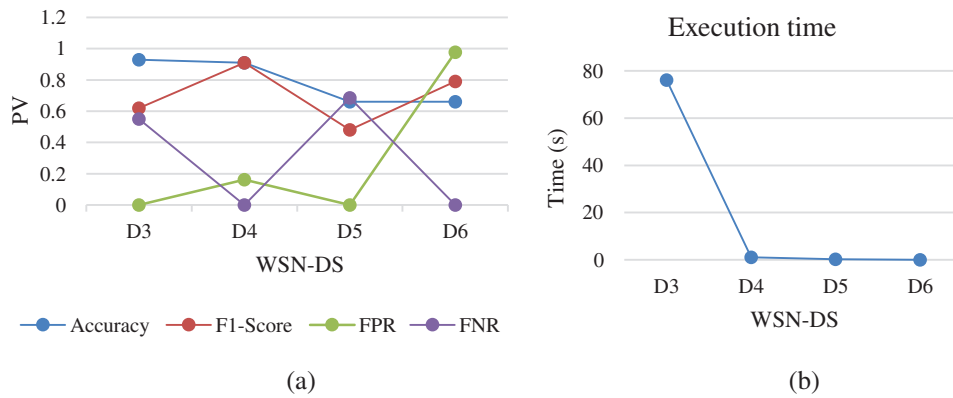 1.2
1
0.8
0.6
0.4
0.2
0
PV
D3 D4 D5 D6
WSN-DS
Accuracy F1-Score FPR FNR
(a)
Execution time
80
60
40
20
0
Time (s)
D3 D4 D5 D6
WSN-DS
(b)